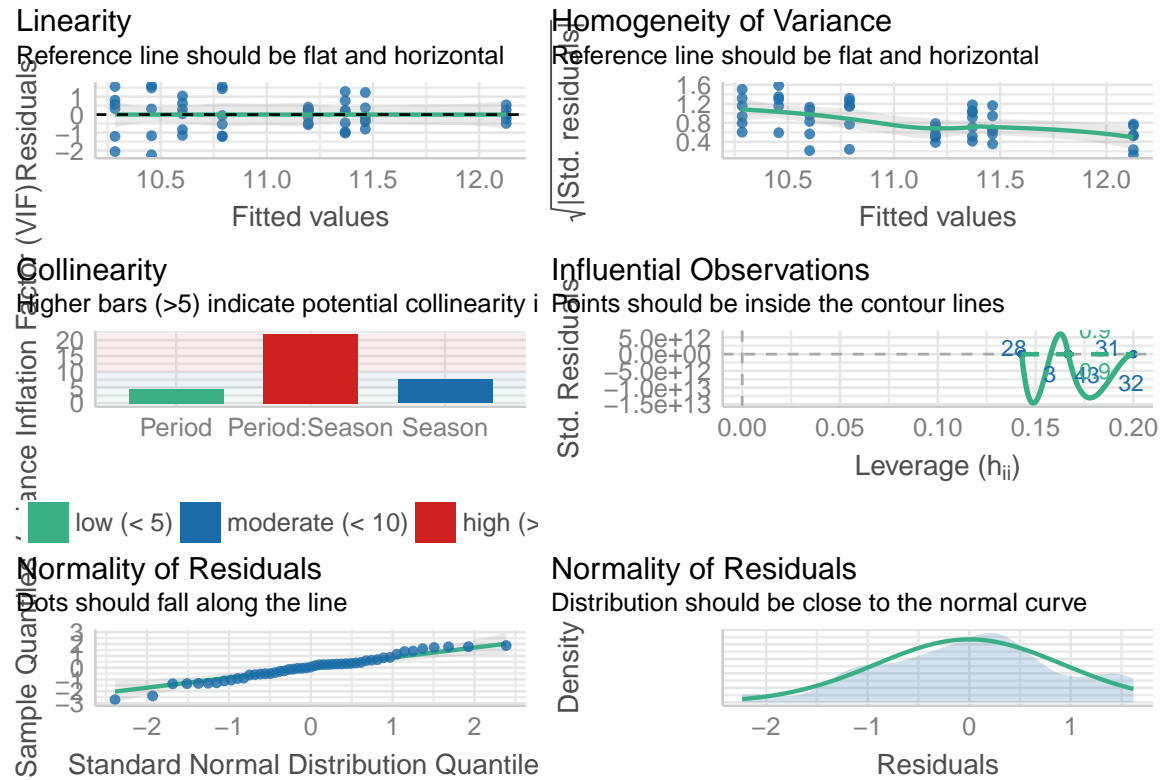 Linearity
Reference line should be flat and horizontal
Residuals
1
0
−1
−2
10.5 11.0 11.5 12.0
Fitted values
Homogeneity of Variance
Reference line should be flat and horizontal
√|Std. residuals|
1.6
1.2
0.8
0.4
10.5 11.0 11.5 12.0
Fitted values
Collinearity
Higher bars (>5) indicate potential collinearity i
Inflation Factor (VIF)
20
15
10
5
0
Period Period:Season Season
low (< 5) moderate (< 10) high (>
Influential Observations
Points should be inside the contour lines
Std. Residuals
5.0e+12
0.0e+00
−5.0e+12
−1.0e+13
−1.5e+13
0.9
28 31
0.9
3 43 32
0.00 0.05 0.10 0.15 0.20
Leverage (hii)
Normality of Residuals
Dots should fall along the line
Sample Quantiles
3
2
1
0
−1
−2
−3
−2 −1 0 1 2
Standard Normal Distribution Quantile
Normality of Residuals
Distribution should be close to the normal curve
Density
−2 −1 0 1
Residuals